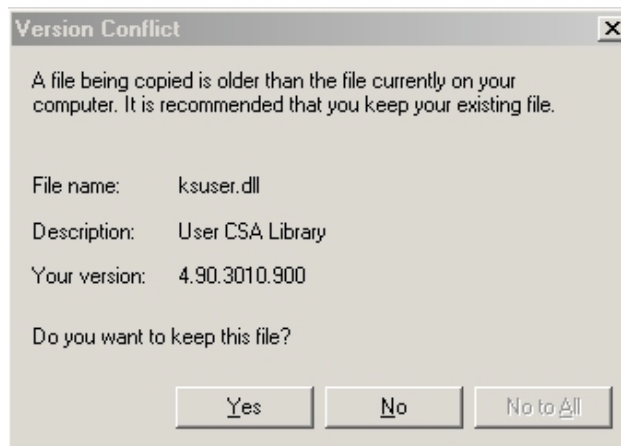 Version Conflict
A file being copied is older than the file currently on your
computer. It is recommended that you keep your existing file.
File name: ksuser.dll
Description: User CSA Library
Your version: 4.90.3010.900
Do you want to keep this file?
Yes No No to All